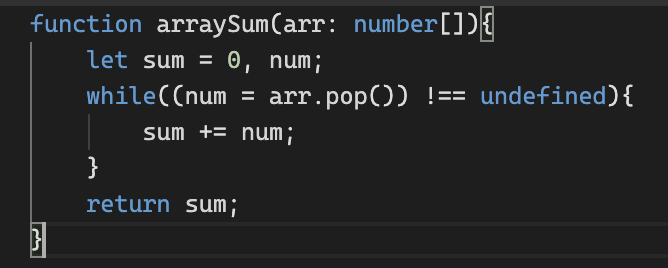 function arraySum(arr: number[]){
    let sum = 0, num;
    while((num = arr.pop()) !== undefined){
        sum += num;
    }
    return sum;
}